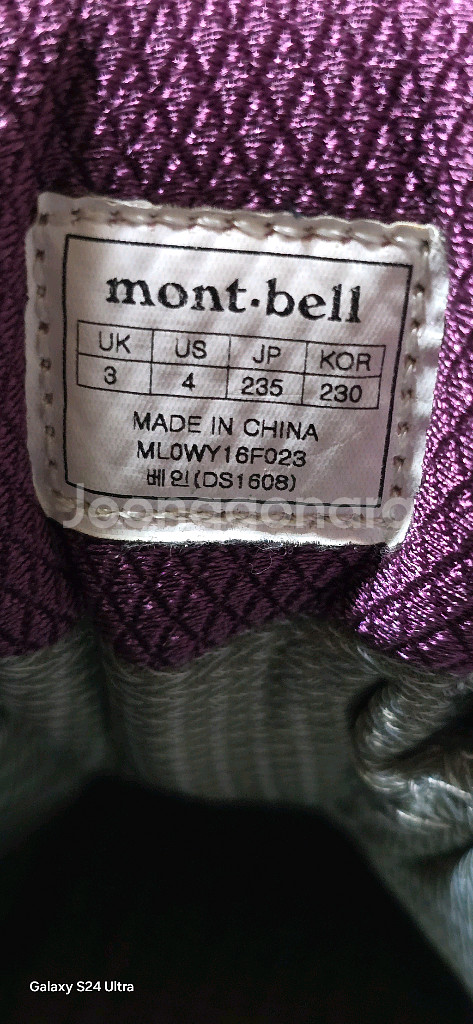 mont·bell
UK US JP KOR
3 4 235 230
MADE IN CHINA
ML0WY16F023
베인(DS1608)
Joongonara
Galaxy S24 Ultra